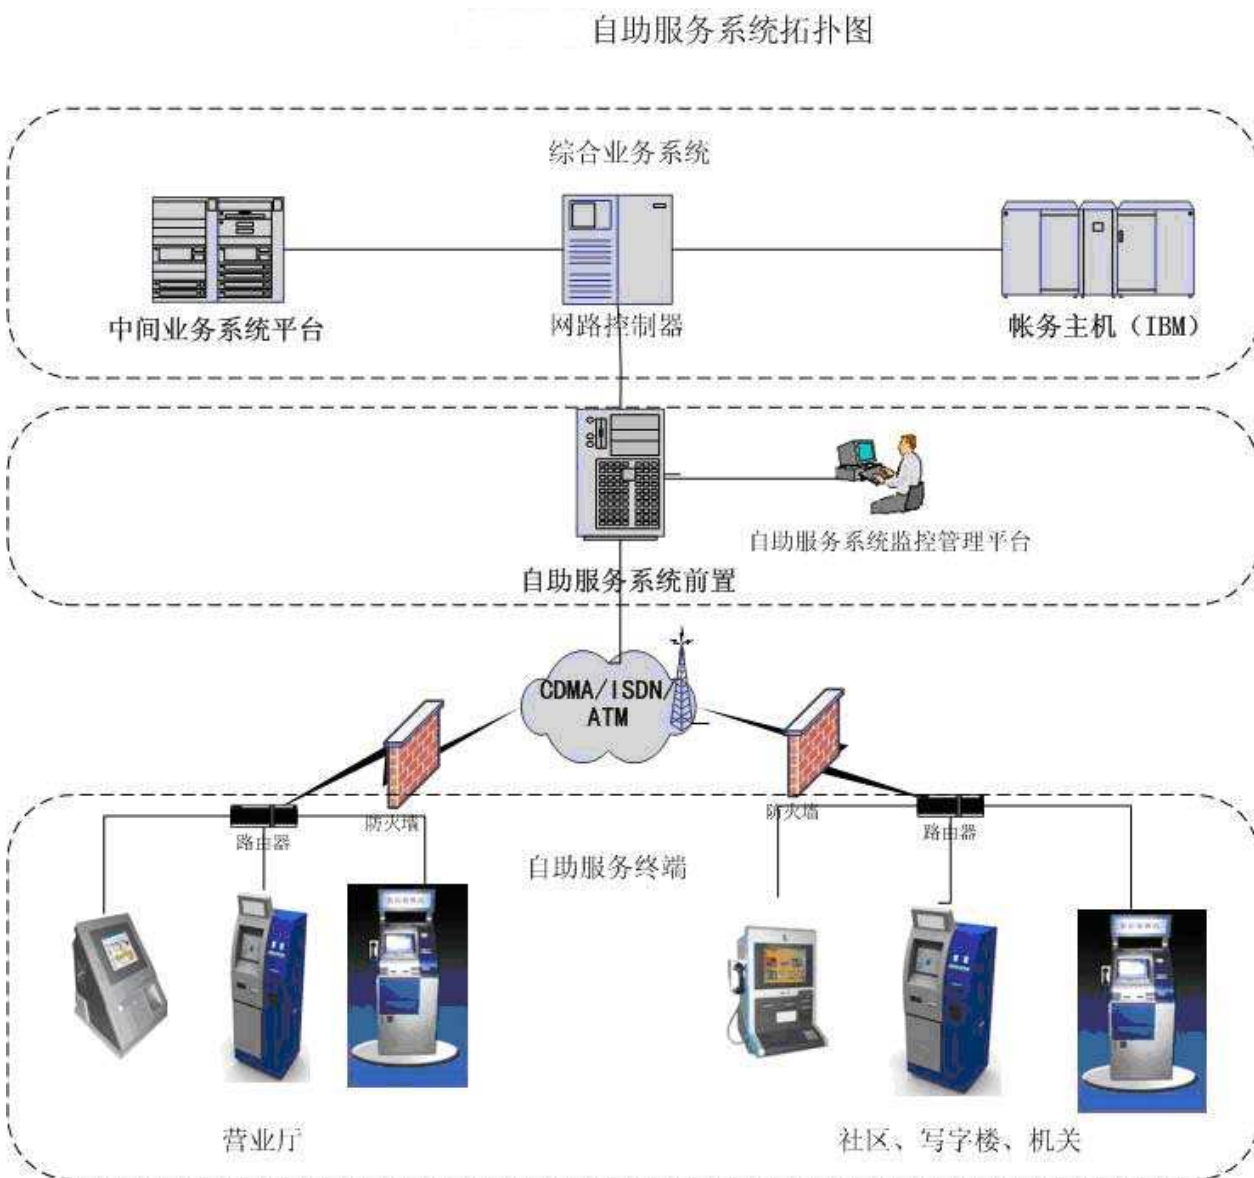 自助服务系统拓扑图
综合业务系统
中间业务系统平台
网路控制器
帐务主机（IBM）
自助服务系统监控管理平台
自助服务系统前置
CDMA/ISDN/
ATM
防火墙
防火墙
路由器
路由器
自助服务终端
营业厅
社区、写字楼、机关